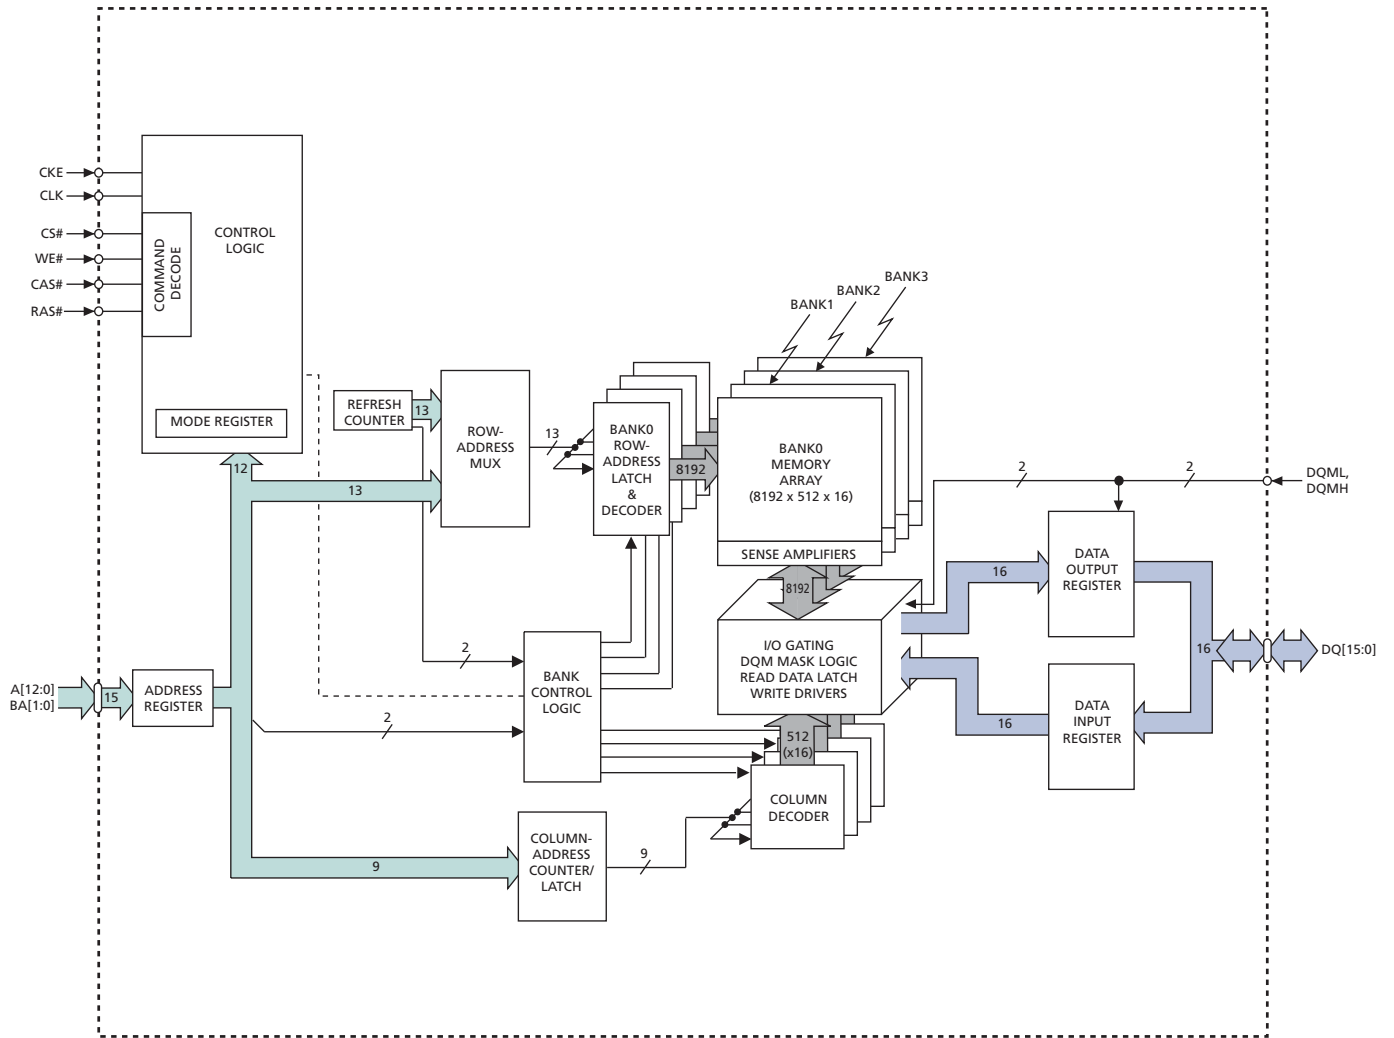 CKE
CLK
CS#
WE#
CAS#
RAS#
COMMAND
DECODE
CONTROL
LOGIC
MODE REGISTER
12
BANK1
BANK2
BANK3
REFRESH
COUNTER
13
13
ROW-
ADDRESS
MUX
13
BANK0
ROW-
ADDRESS
LATCH
&
DECODER
8192
BANK0
MEMORY
ARRAY
(8192 x 512 x 16)
SENSE AMPLIFIERS
8192
2
2
DQML,
DQMH
DATA
OUTPUT
REGISTER
16
I/O GATING
DQM MASK LOGIC
READ DATA LATCH
WRITE DRIVERS
16
DQ[15:0]
DATA
INPUT
REGISTER
16
A[12:0]
BA[1:0]
15
ADDRESS
REGISTER
2
2
BANK
CONTROL
LOGIC
512
(x16)
COLUMN
DECODER
9
COLUMN-
ADDRESS
COUNTER/
LATCH
9